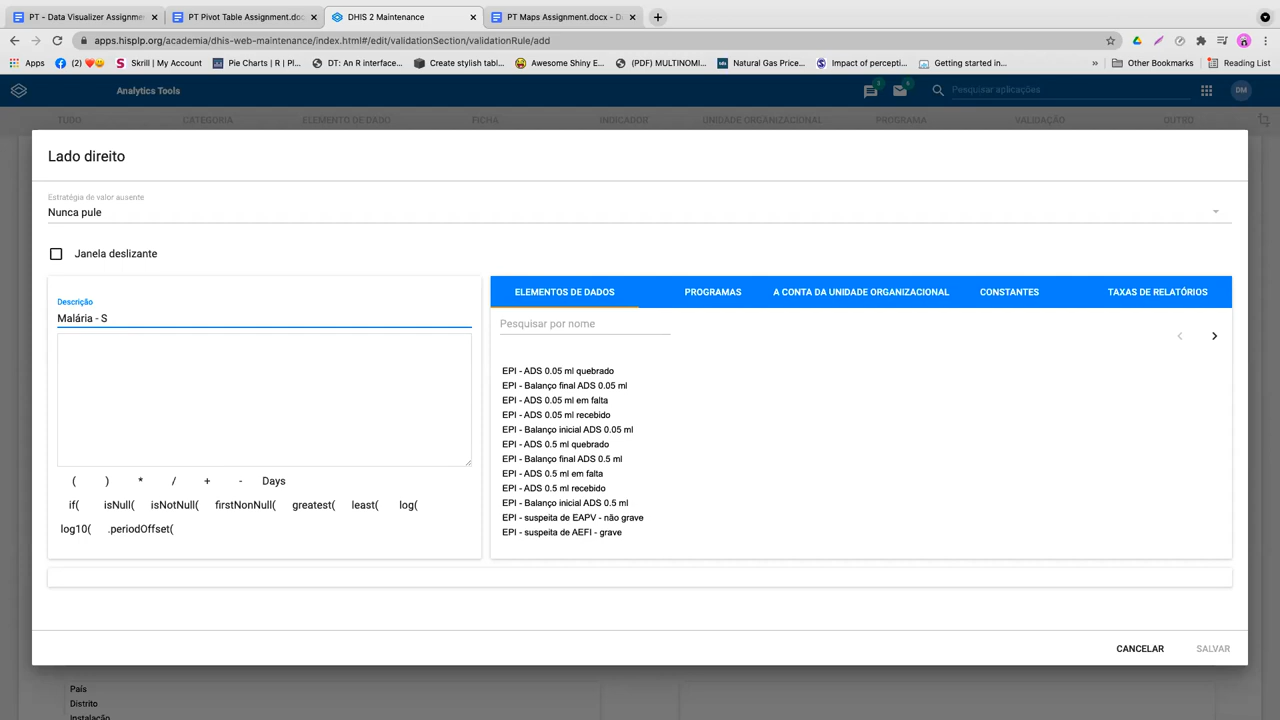 PT - Data Visualizer Assignme
PT Pivot Table Assignment.doc
DHIS 2 Maintenance
PT Maps Assignment.docx - D
apps.hisplp.org/academia/dhis-web-maintenance/index.html#/edit/validationSection/validationRule/add
Apps
(2)
Skrill | My Account
Pie Charts | R | Pl...
DT: An R interface...
Create stylish tabl...
Awesome Shiny E...
(PDF) MULTINOMI...
Natural Gas Price...
Impact of percepti...
Getting started in...
»
Other Bookmarks
Reading List
Analytics Tools
Pesquisar aplicações
DM
TUDO
CATEGORIA
ELEMENTO DE DADO
FICHA
INDICADOR
UNIDADE ORGANIZACIONAL
PROGRAMA
VALIDAÇÃO
OUTRO
Lado direito
Estratégia de valor ausente
Nunca pule
Janela deslizante
Descrição
Malária - S
( ) * / + - Days
if( isNull( isNotNull( firstNonNull( greatest( least( log(
log10( .periodOffset(
ELEMENTOS DE DADOS
PROGRAMAS
A CONTA DA UNIDADE ORGANIZACIONAL
CONSTANTES
TAXAS DE RELATÓRIOS
Pesquisar por nome
EPI - ADS 0.05 ml quebrado
EPI - Balanço final ADS 0.05 ml
EPI - ADS 0.05 ml em falta
EPI - ADS 0.05 ml recebido
EPI - Balanço inicial ADS 0.05 ml
EPI - ADS 0.5 ml quebrado
EPI - Balanço final ADS 0.5 ml
EPI - ADS 0.5 ml em falta
EPI - ADS 0.5 ml recebido
EPI - Balanço inicial ADS 0.5 ml
EPI - suspeita de EAPV - não grave
EPI - suspeita de AEFI - grave
CANCELAR
SALVAR
País
Distrito
Instalação